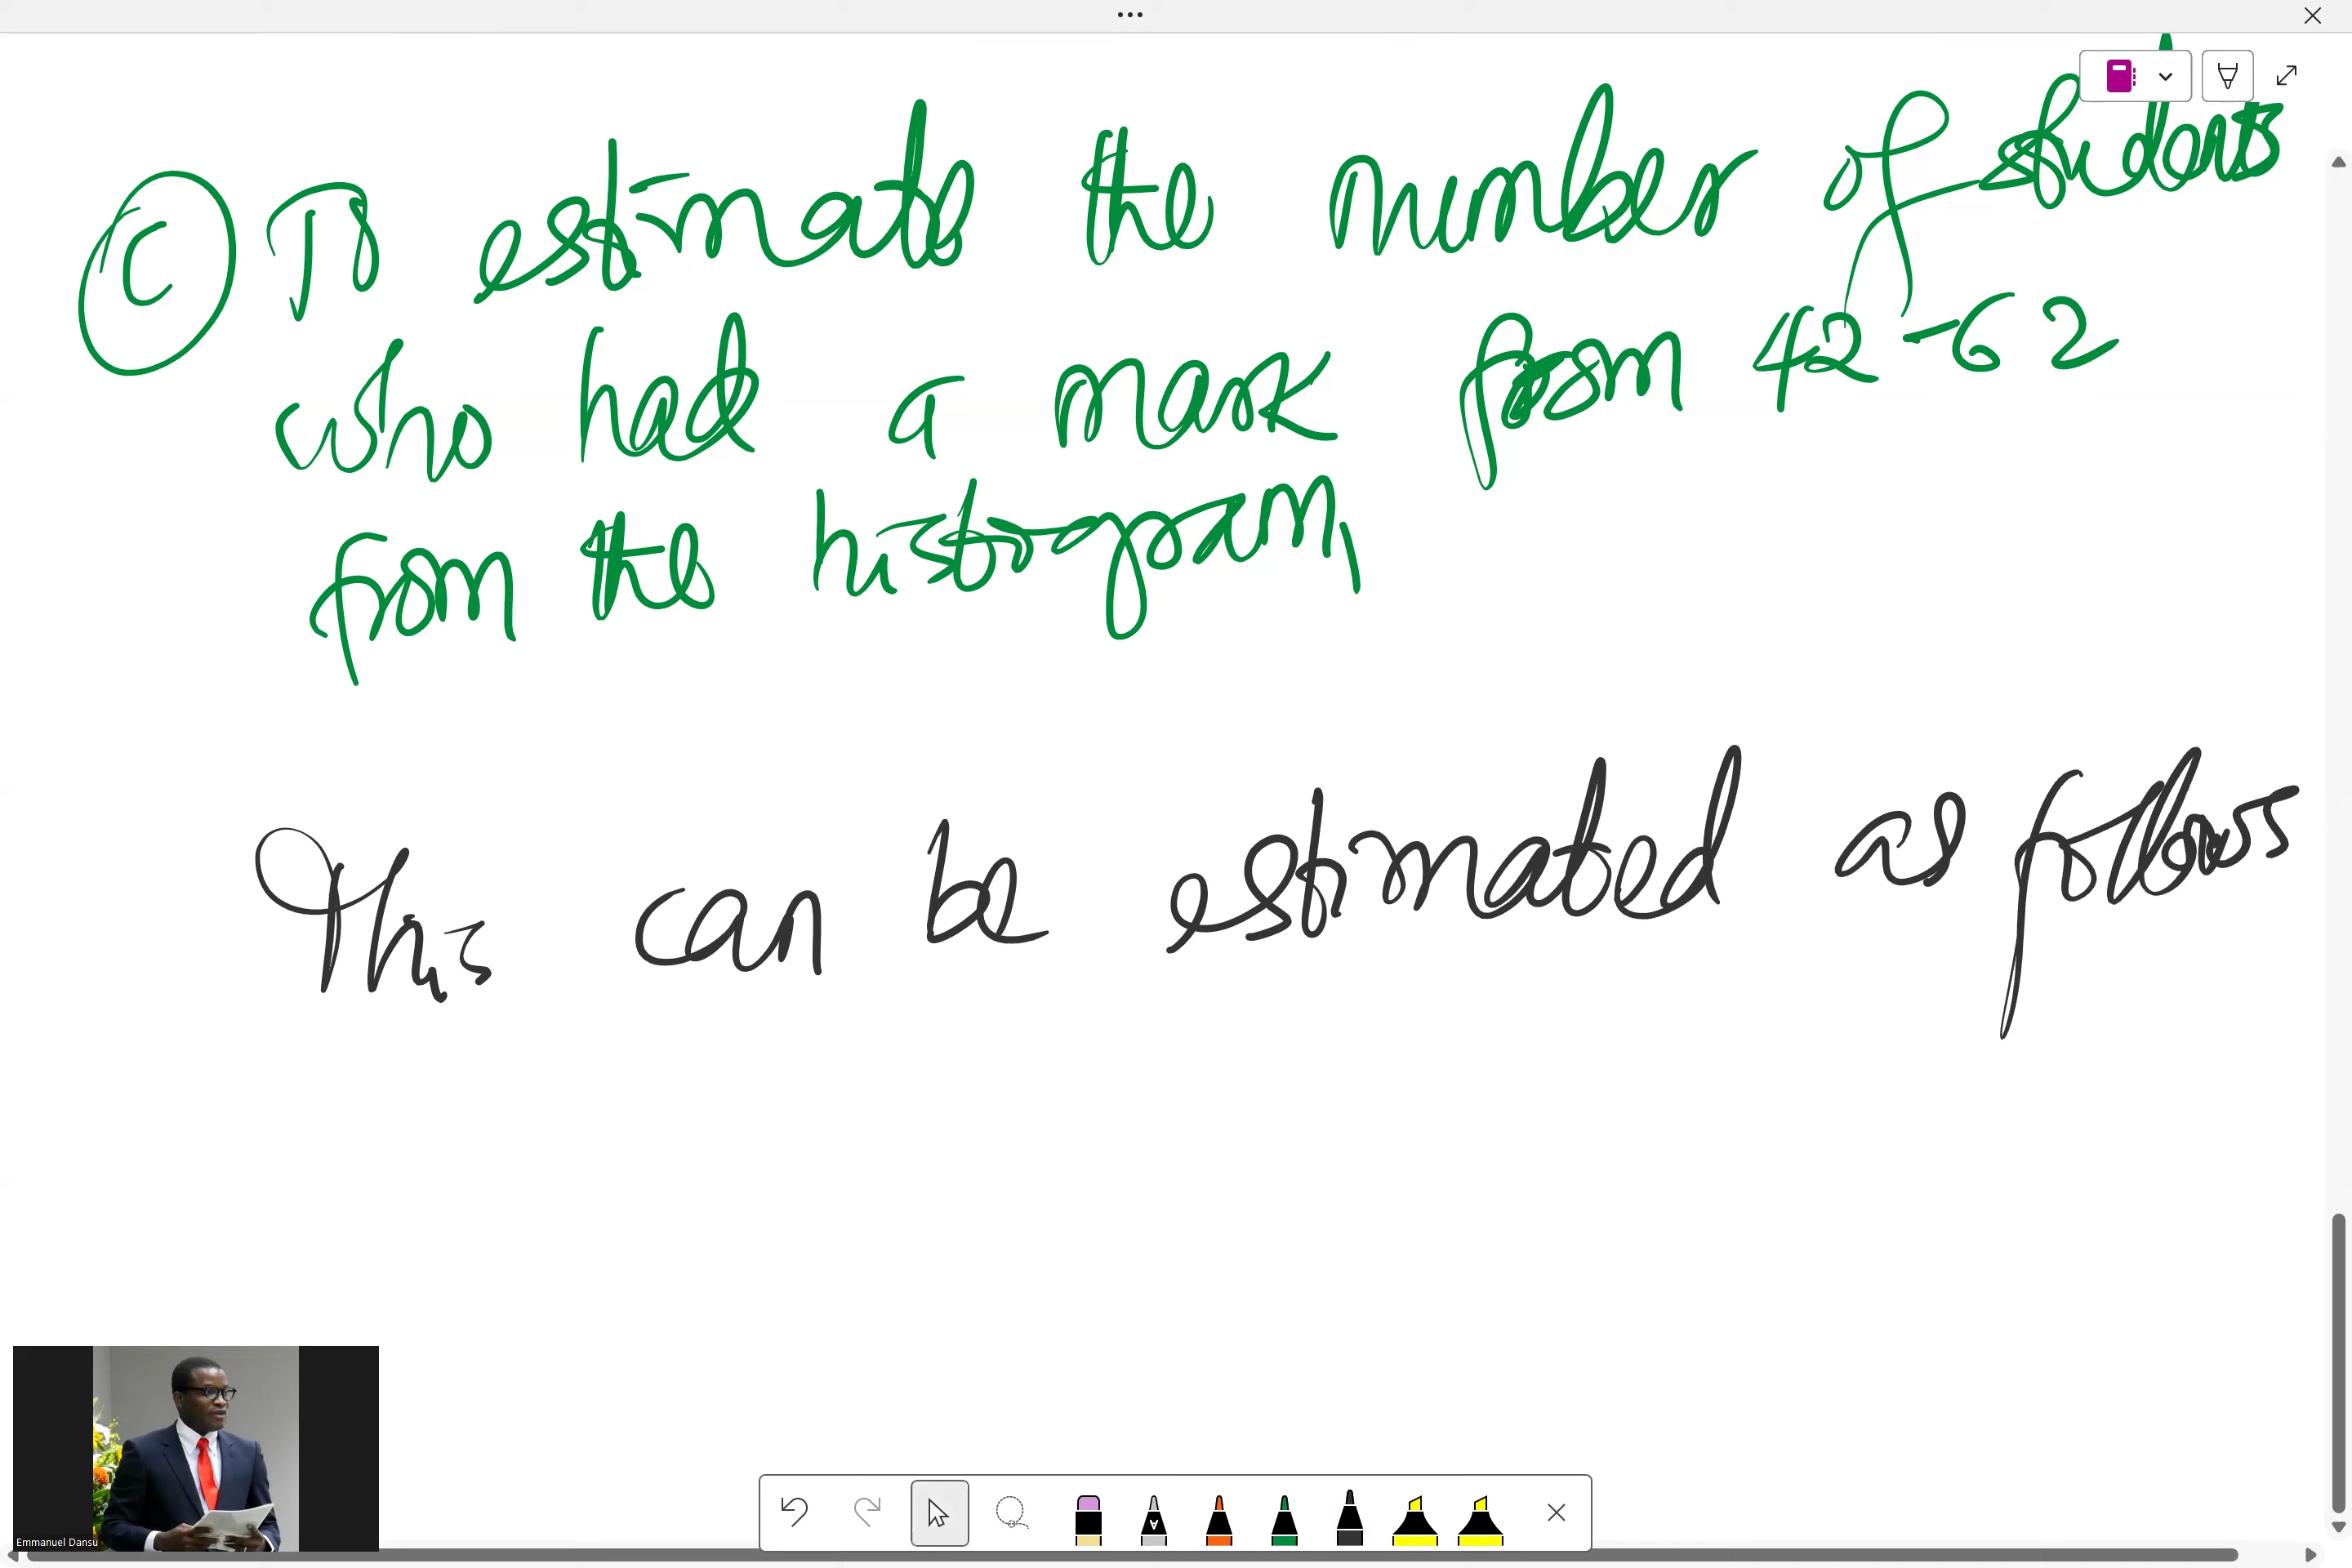 C To estimate the number of students
who had a mark from 42-62
from the histogram,
This can be estimated as follows
Emmanuel Dansu